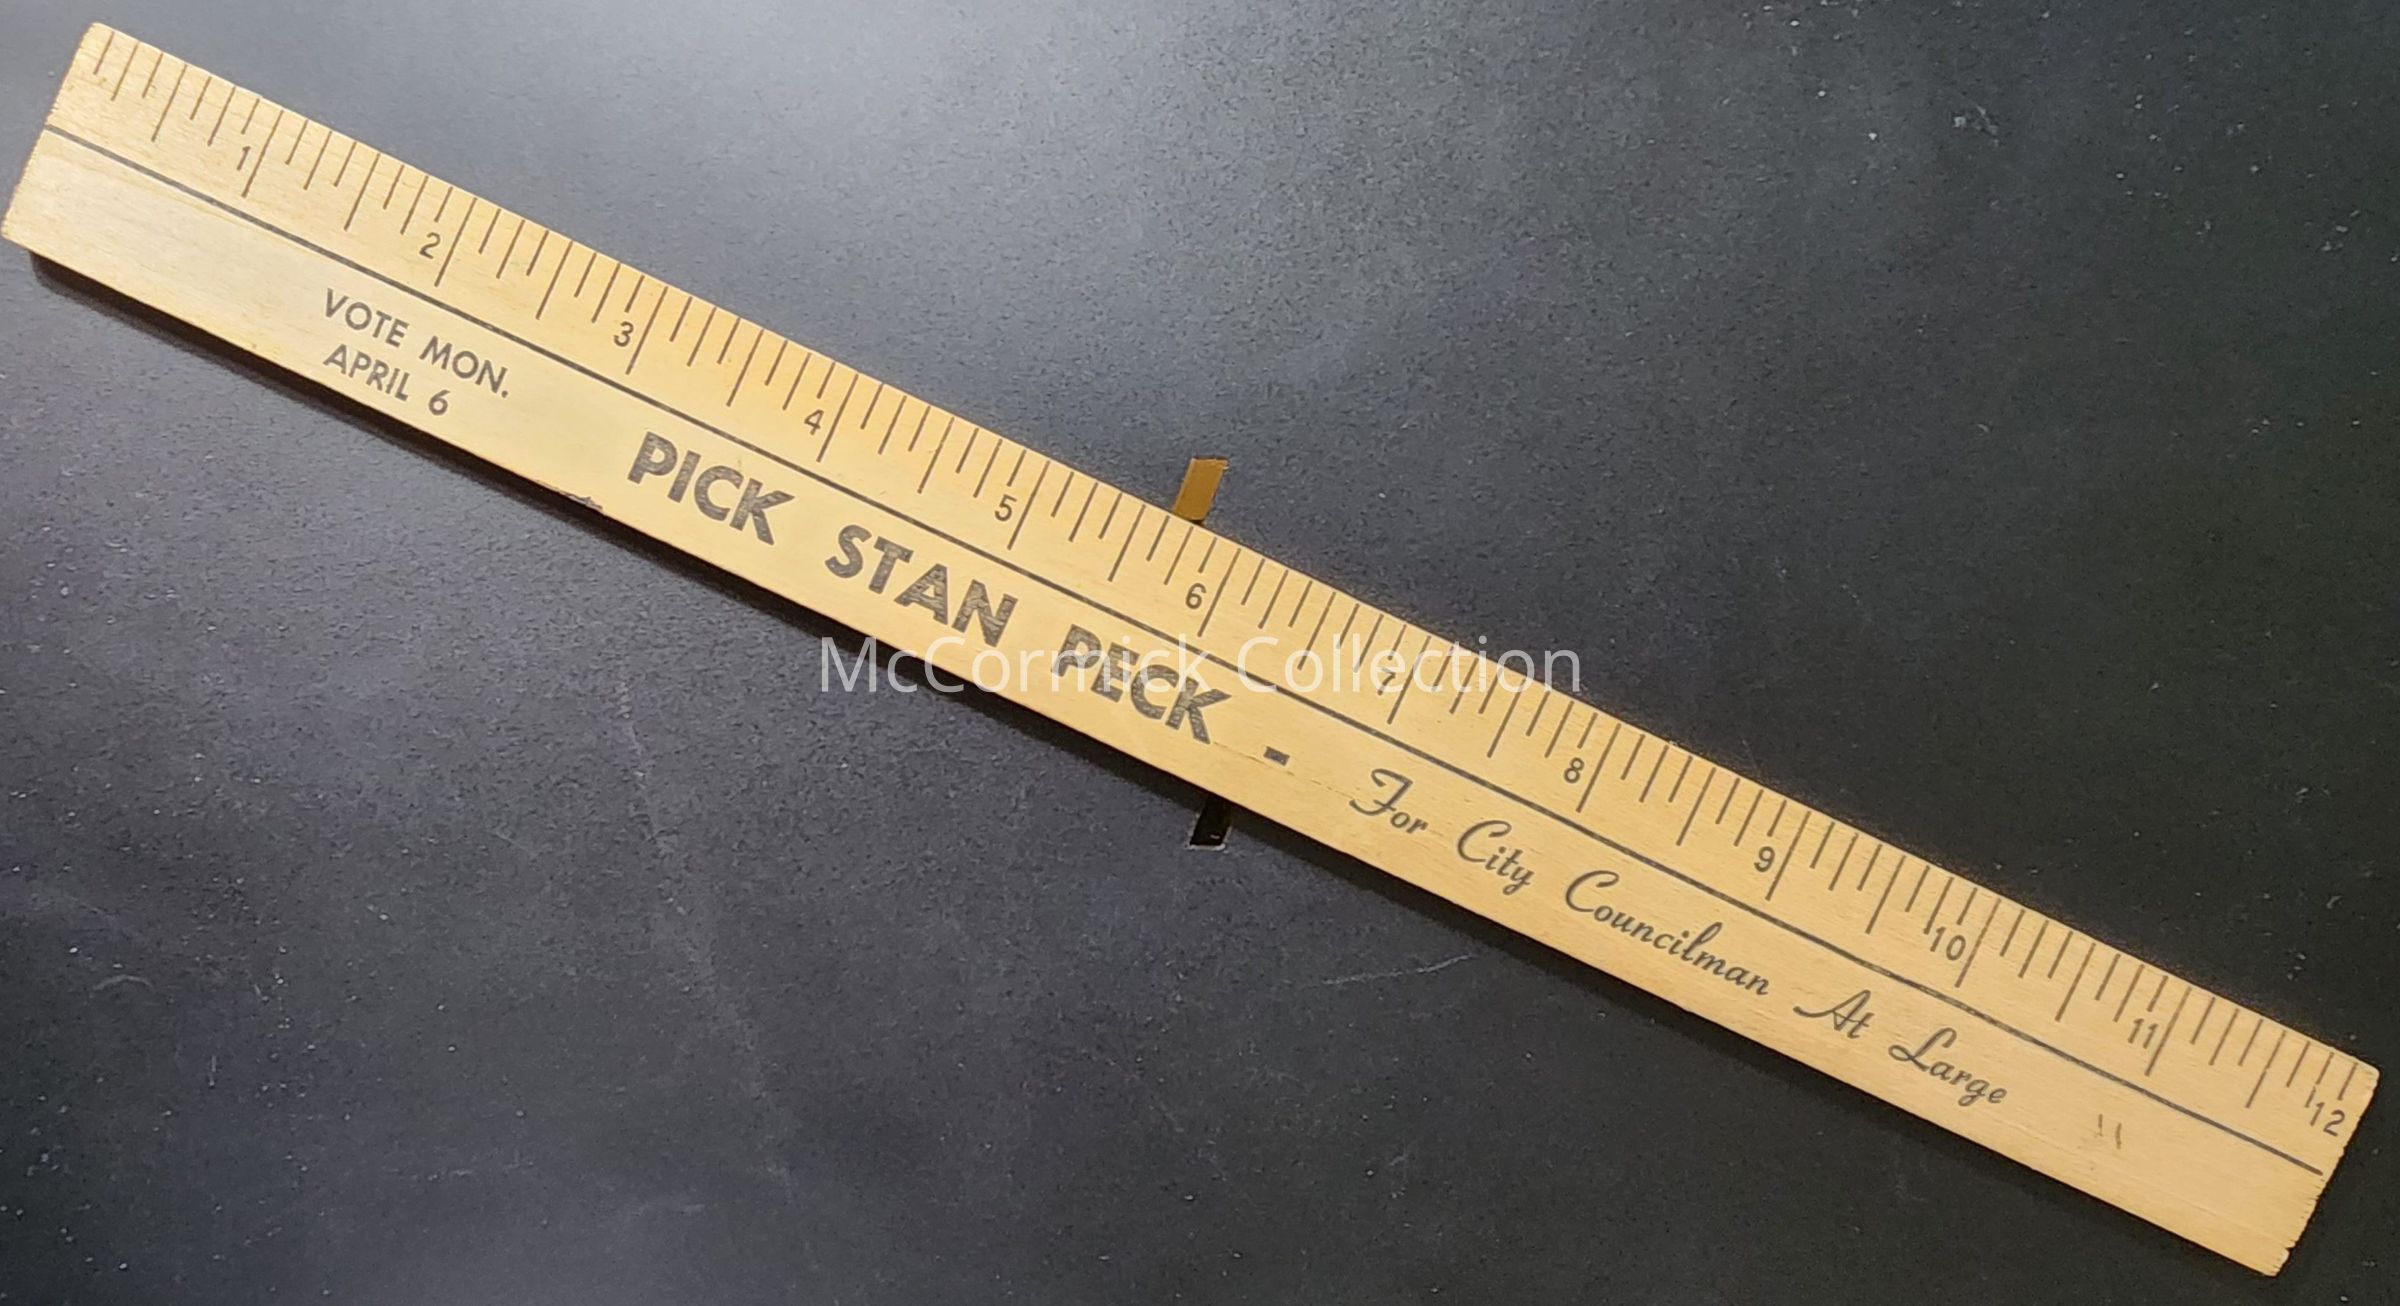 1 2 3 4 5 6 7 8 9 10 11 12
VOTE MON.
APRIL 6
PICK STAN PECK - For City Councilman At Large
McCormick Collection